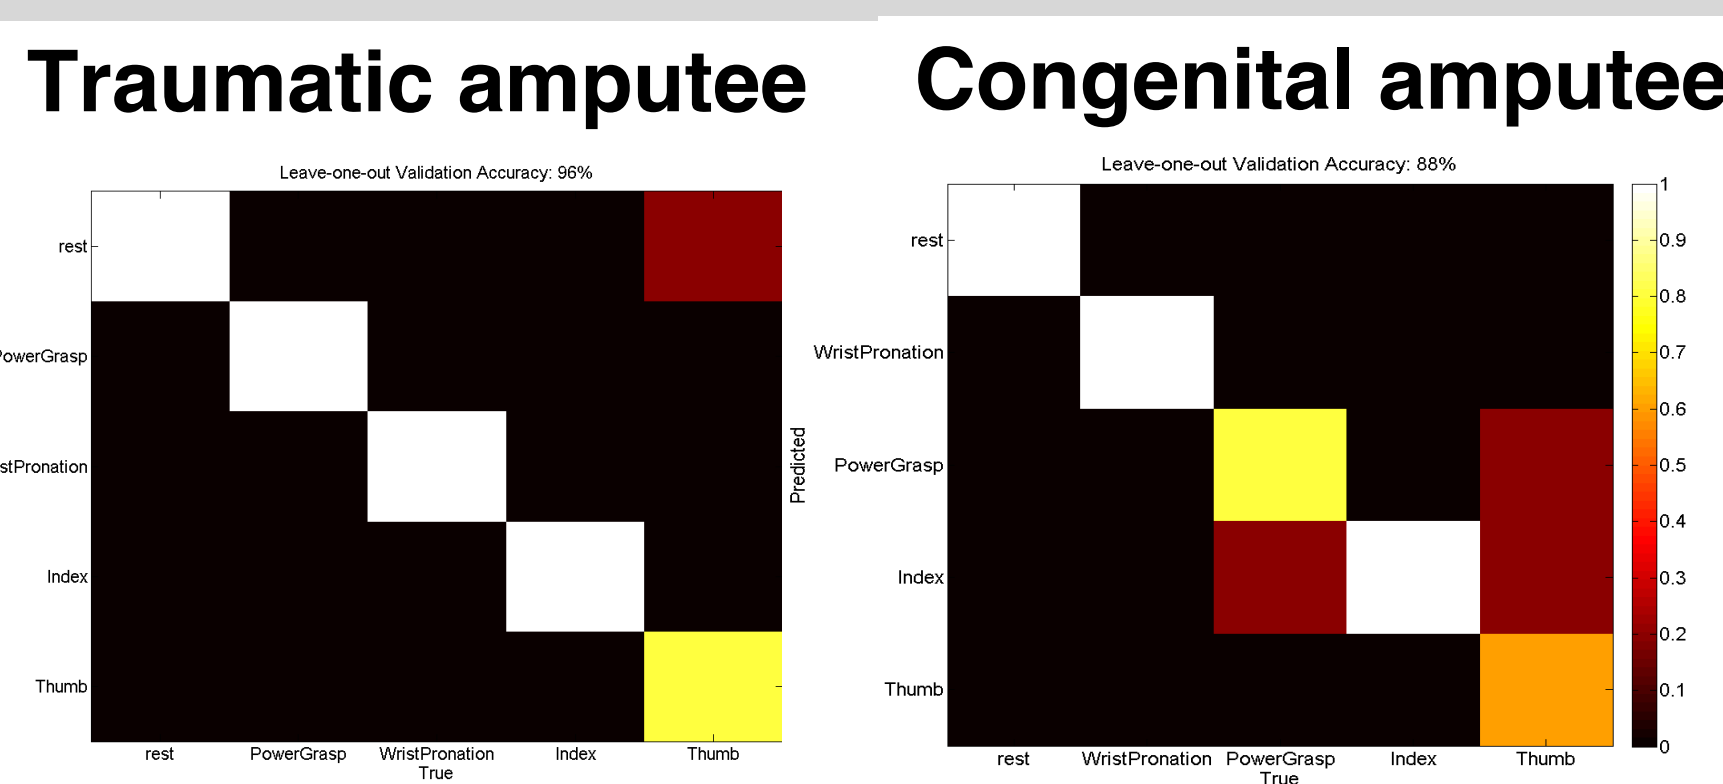 Traumatic amputee
Leave-one-out Validation Accuracy: 96%
rest
PowerGrasp
stPronation
Index
Thumb
rest PowerGrasp WristPronation Index Thumb
True
Congenital amputee
Leave-one-out Validation Accuracy: 88%
Predicted
rest
WristPronation
PowerGrasp
Index
Thumb
rest WristPronation PowerGrasp Index Thumb
True
1
0.9
0.8
0.7
0.6
0.5
0.4
0.3
0.2
0.1
0